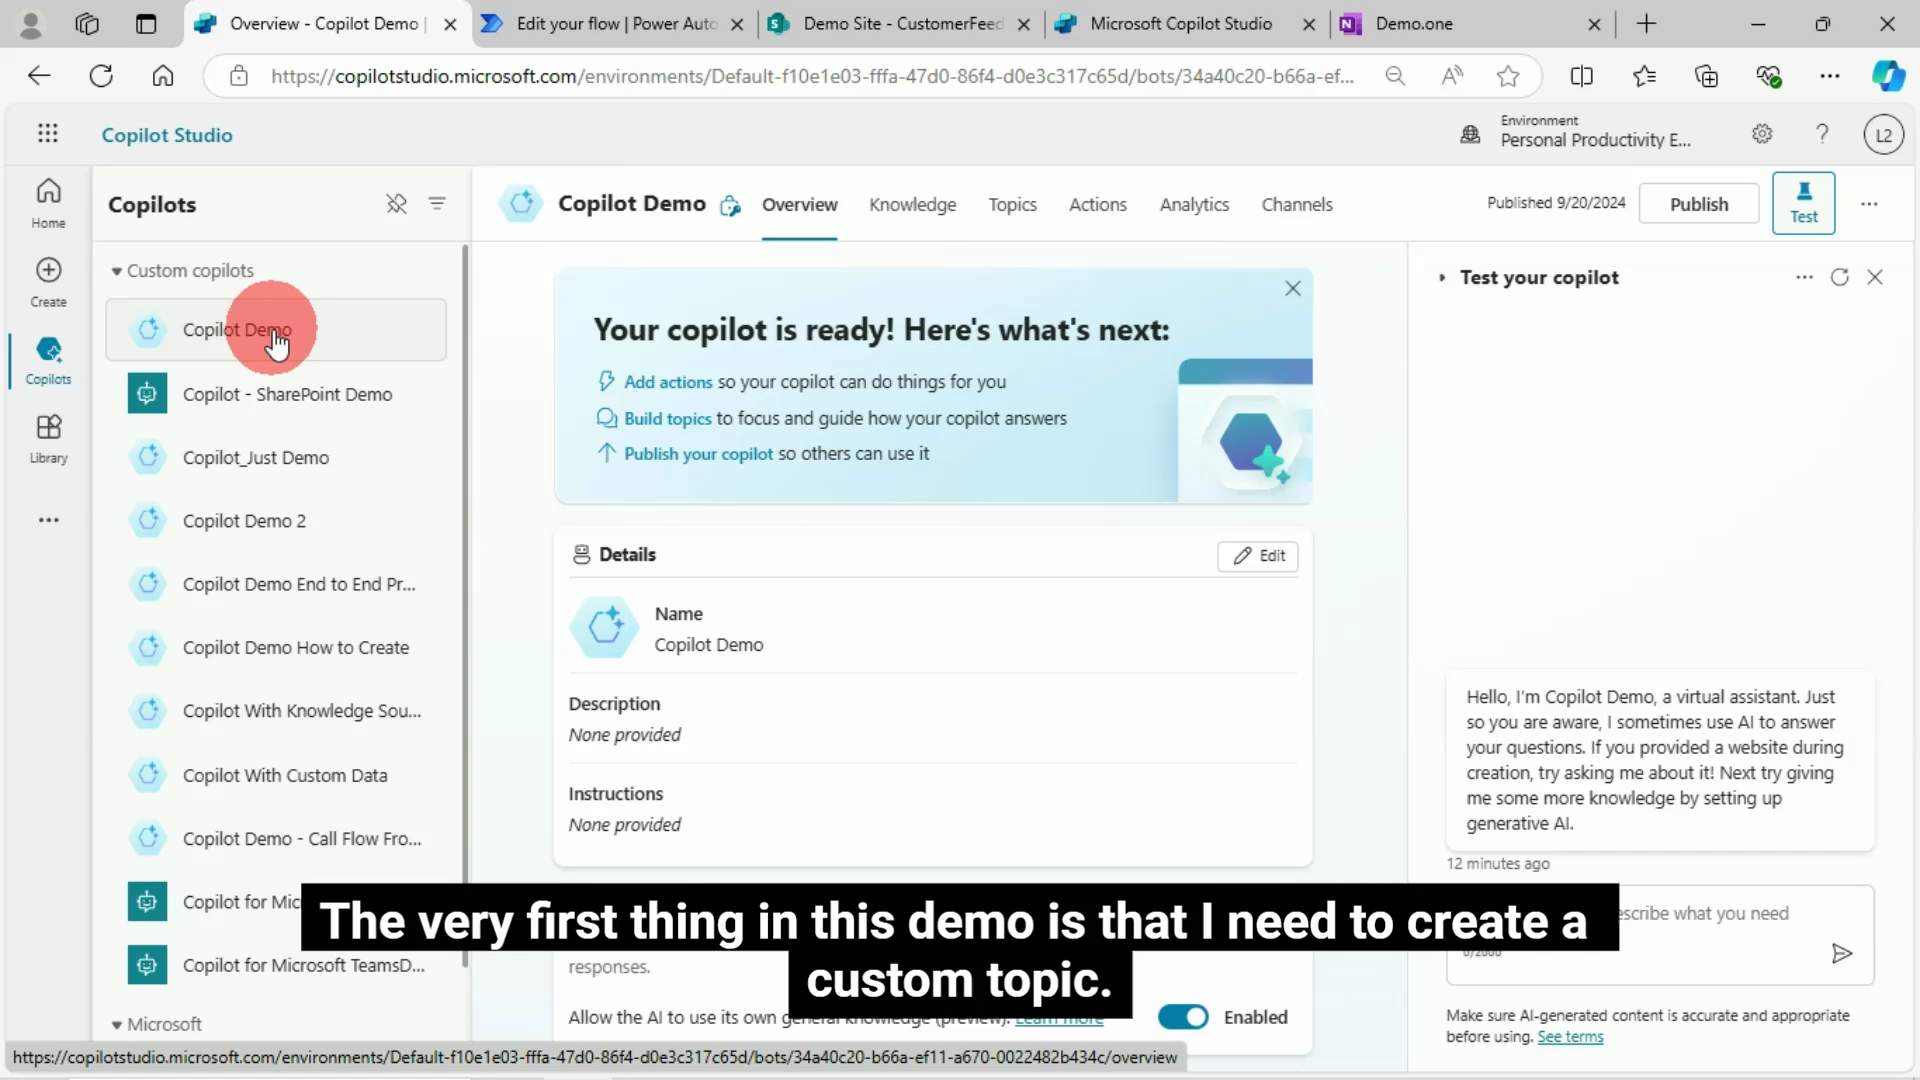 Overview - Copilot Demo |
Edit your flow | Power Auto
Demo Site - CustomerFeed
Microsoft Copilot Studio
Demo.one
https://copilotstudio.microsoft.com/environments/Default-f10e1e03-fffa-47d0-86f4-d0e3c317c65d/bots/34a40c20-b66a-ef...
Copilot Studio
Environment
Personal Productivity E...
L2
Home
Create
Copilots
Library
Copilots
Custom copilots
Copilot Demo
Copilot - SharePoint Demo
Copilot_Just Demo
Copilot Demo 2
Copilot Demo End to End Pr...
Copilot Demo How to Create
Copilot With Knowledge Sou...
Copilot With Custom Data
Copilot Demo - Call Flow Fro...
Copilot for Mic
Copilot for Microsoft TeamsD...
Microsoft
Copilot Demo
Overview
Knowledge
Topics
Actions
Analytics
Channels
Published 9/20/2024
Publish
Test
Your copilot is ready! Here's what's next:
Add actions so your copilot can do things for you
Build topics to focus and guide how your copilot answers
Publish your copilot so others can use it
Details
Edit
Name
Copilot Demo
Description
None provided
Instructions
None provided
responses.
Allow the AI to use its own general knowledge (preview). Learn more
Enabled
Test your copilot
Hello, I'm Copilot Demo, a virtual assistant. Just
so you are aware, I sometimes use AI to answer
your questions. If you provided a website during
creation, try asking me about it! Next try giving
me some more knowledge by setting up
generative AI.
12 minutes ago
escribe what you need
0/2000
Make sure AI-generated content is accurate and appropriate
before using. See terms
The very first thing in this demo is that I need to create a
custom topic.
https://copilotstudio.microsoft.com/environments/Default-f10e1e03-fffa-47d0-86f4-d0e3c317c65d/bots/34a40c20-b66a-ef11-a670-0022482b434c/overview